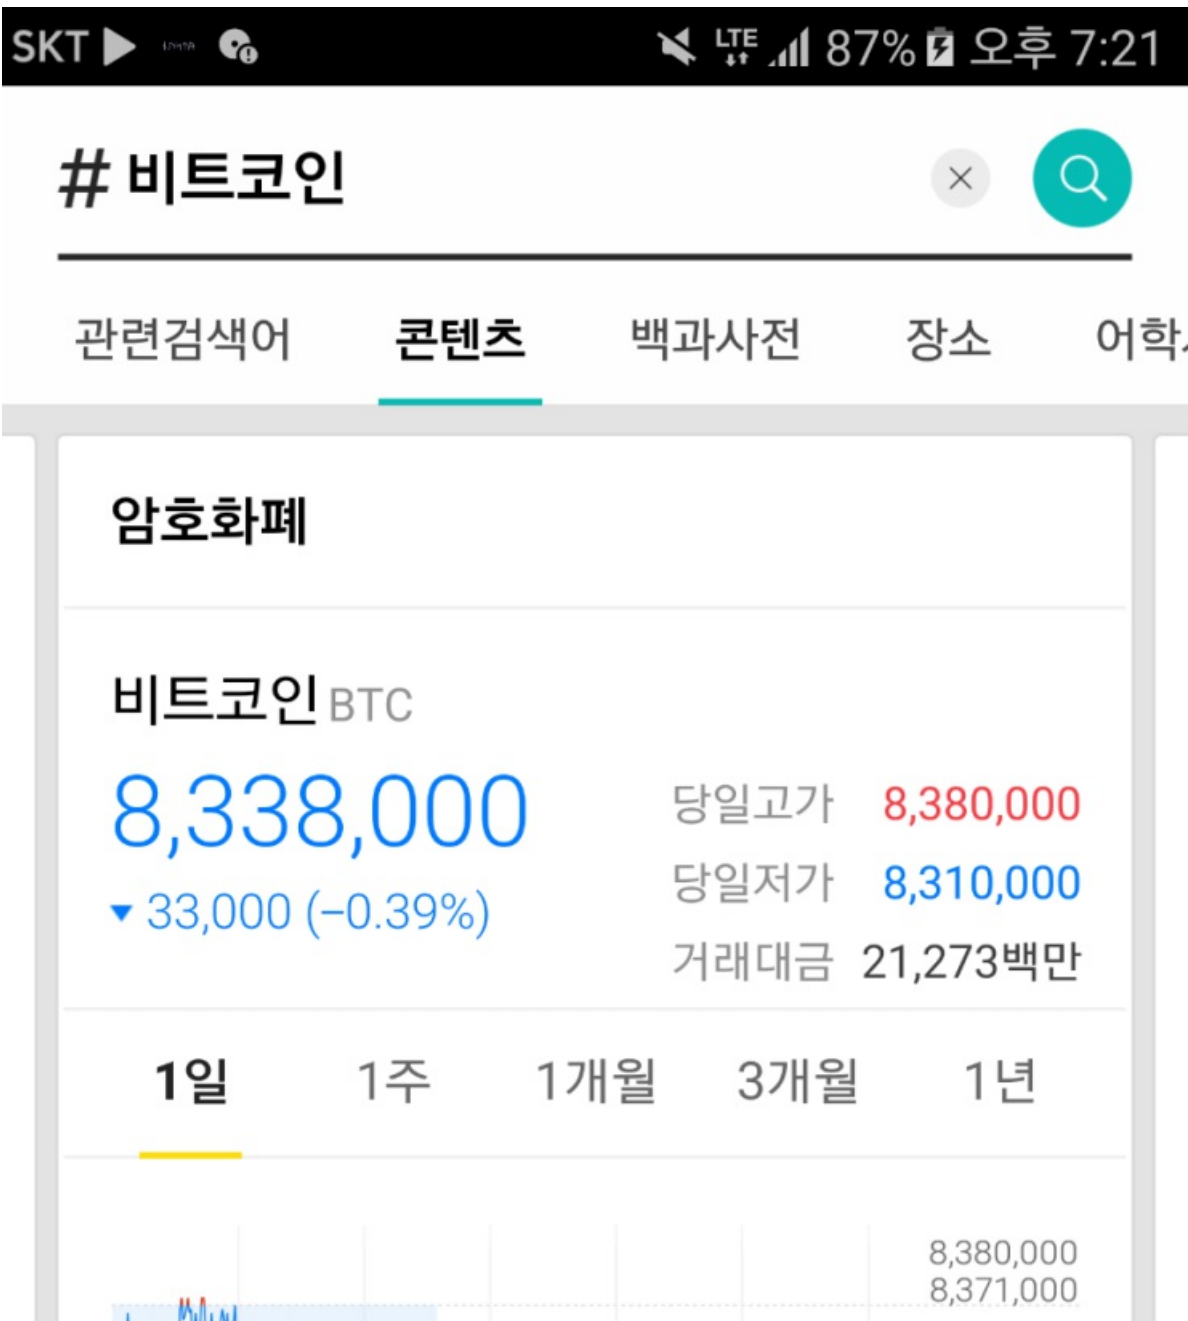 SKT LTE 87% 오후 7:21
# 비트코인
관련검색어 콘텐츠 백과사전 장소 어학
암호화폐
비트코인 BTC
8,338,000
▼ 33,000 (-0.39%)
당일고가 8,380,000
당일저가 8,310,000
거래대금 21,273백만
1일 1주 1개월 3개월 1년
8,380,000
8,371,000